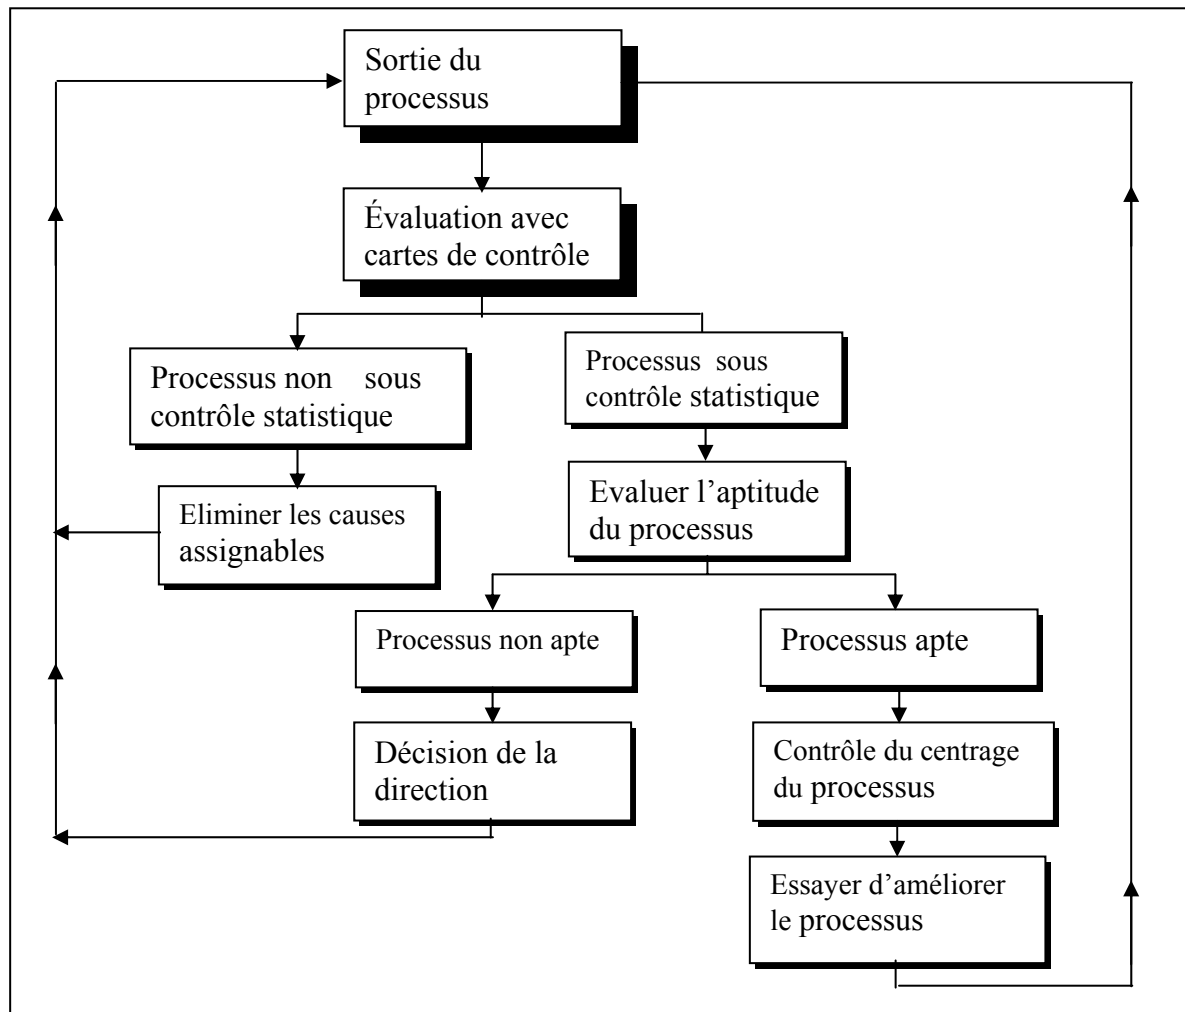 Sortie du
processus
Évaluation avec
cartes de contrôle
Processus non sous
contrôle statistique
Processus sous
contrôle statistique
Eliminer les causes
assignables
Evaluer l’aptitude
du processus
Processus non apte
Processus apte
Décision de la
direction
Contrôle du centrage
du processus
Essayer d’améliorer
le processus